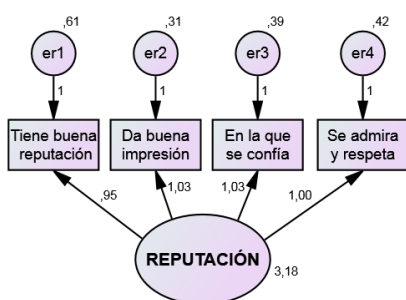 ,61
,31
,39
,42
er1
er2
er3
er4
1
1
1
1
Tiene buena
reputación
Da buena
impresión
En la que
se confía
Se admira
y respeta
,95
1,03
1,03
1,00
REPUTACIÓN
3,18